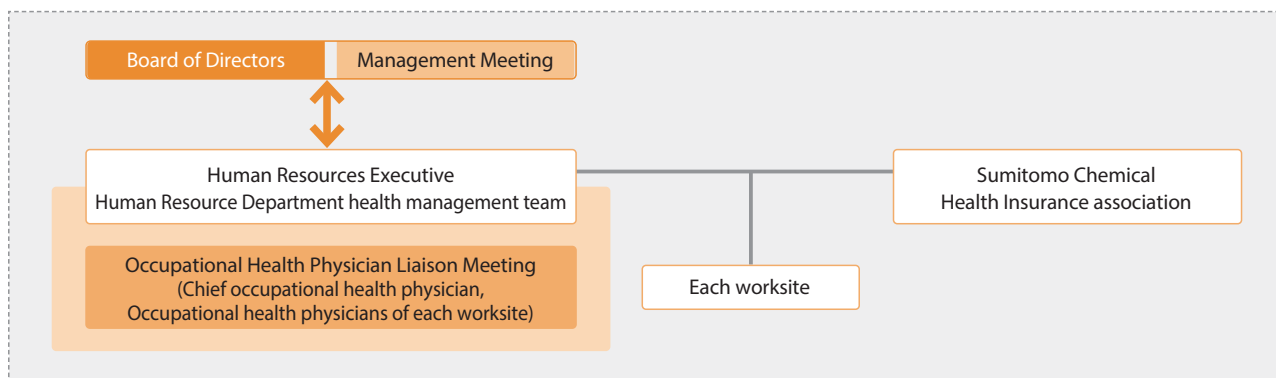 Board of Directors
Management Meeting
Human Resources Executive
Human Resource Department health management team
Sumitomo Chemical
Health Insurance association
Occupational Health Physician Liaison Meeting
(Chief occupational health physician,
Occupational health physicians of each worksite)
Each worksite